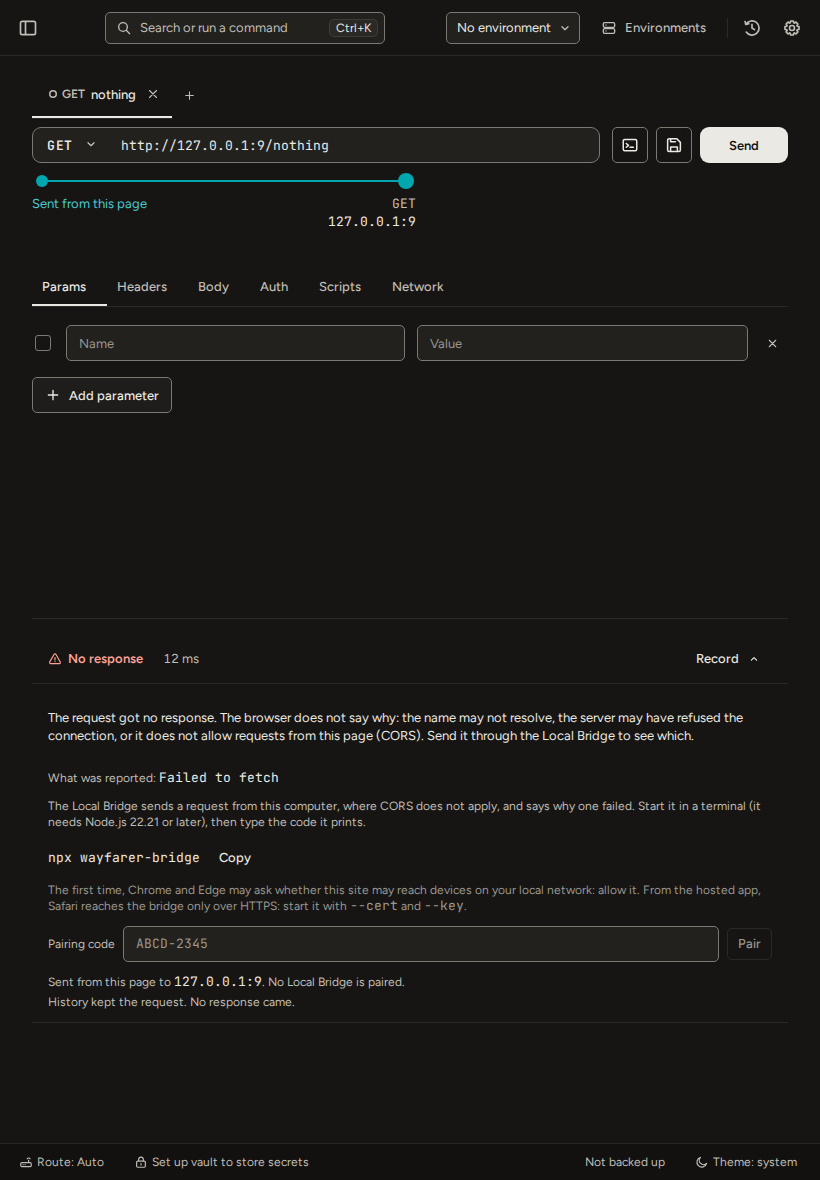 Search or run a command Ctrl+K No environment Environments
GET nothing
GET http://127.0.0.1:9/nothing Send
Sent from this page GET
127.0.0.1:9
Params Headers Body Auth Scripts Network
Name Value
Add parameter
No response 12 ms Record
The request got no response. The browser does not say why: the name may not resolve, the server may have refused the
connection, or it does not allow requests from this page (CORS). Send it through the Local Bridge to see which.
What was reported: Failed to fetch
The Local Bridge sends a request from this computer, where CORS does not apply, and says why one failed. Start it in a terminal (it
needs Node.js 22.21 or later), then type the code it prints.
npx wayfarer-bridge Copy
The first time, Chrome and Edge may ask whether this site may reach devices on your local network: allow it. From the hosted app,
Safari reaches the bridge only over HTTPS: start it with --cert and --key.
Pairing code ABCD-2345 Pair
Sent from this page to 127.0.0.1:9. No Local Bridge is paired.
History kept the request. No response came.
Route: Auto Set up vault to store secrets Not backed up Theme: system